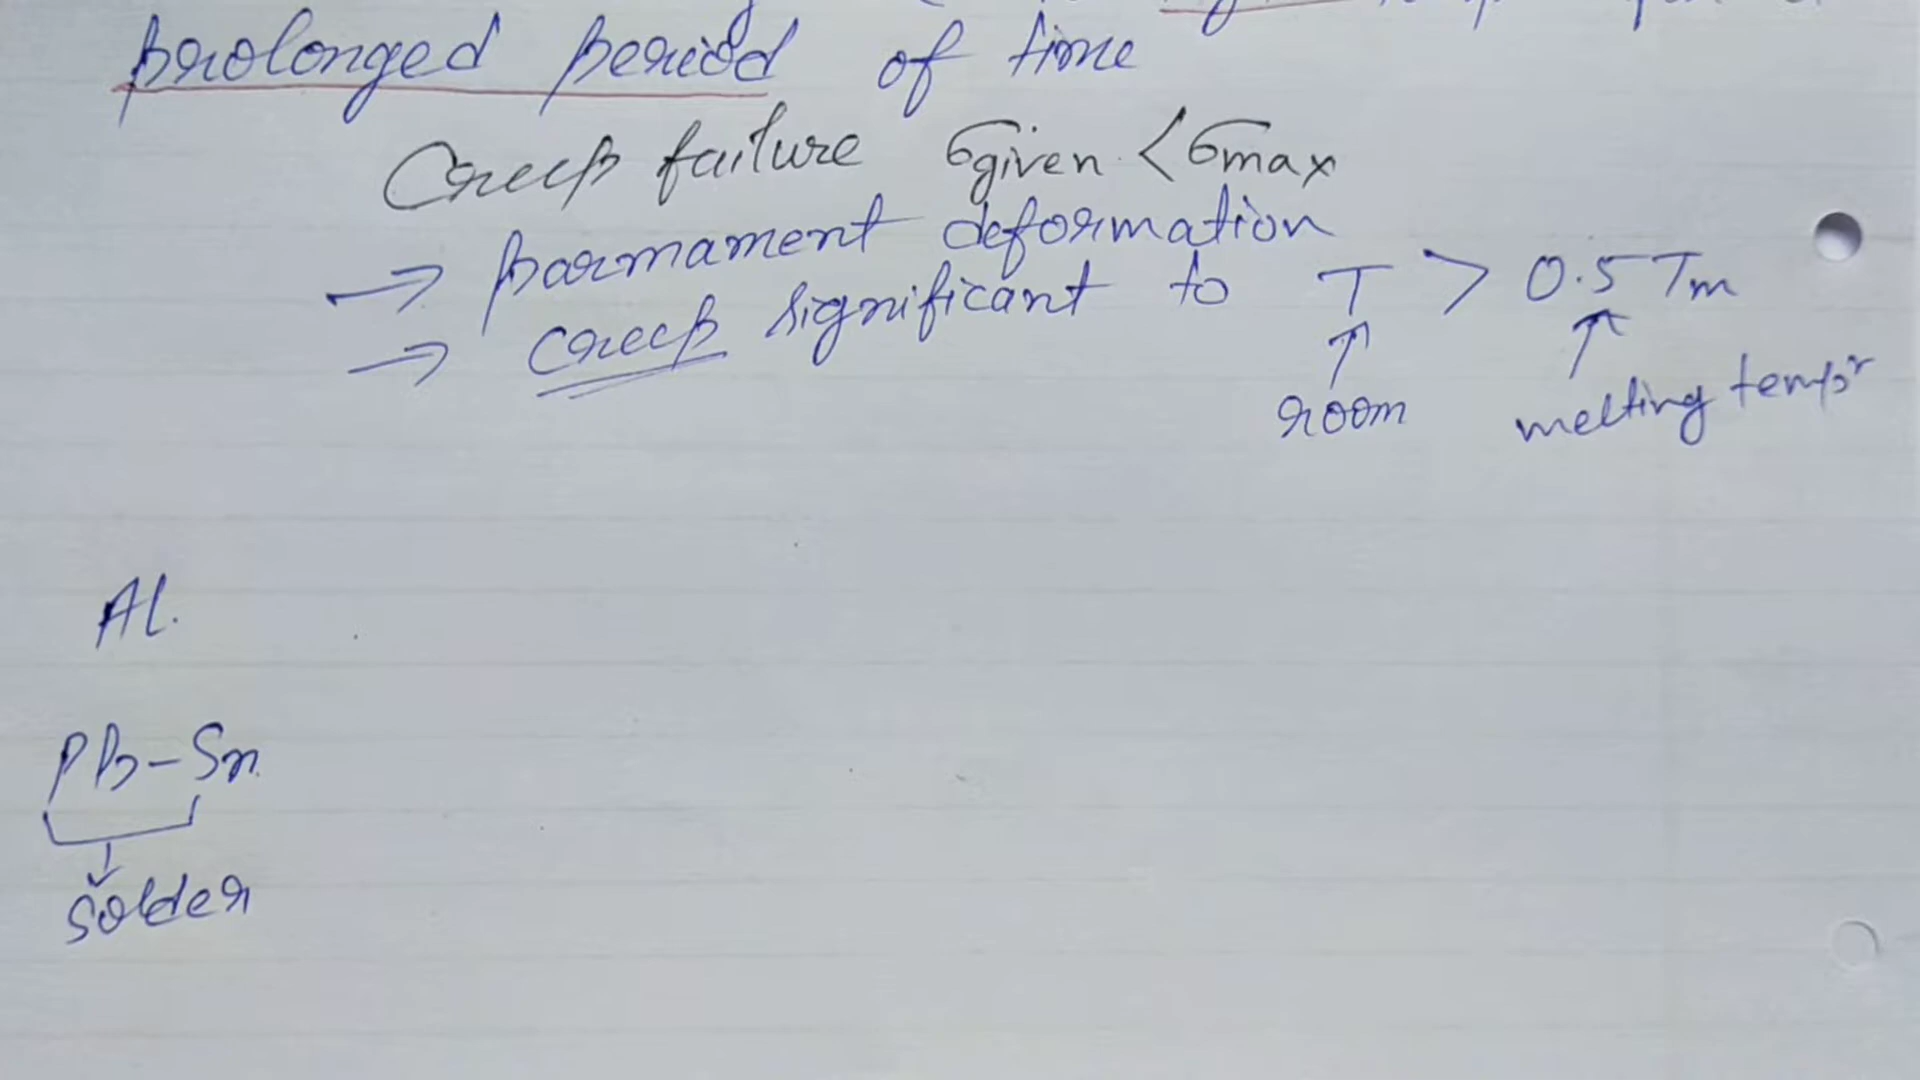 prolonged period of time
Creep failure σgiven < σmax
→ parmament deformation
→ creep significant to T > 0.5 Tm
↑ ↑
room melting tempr
Al.
PB-Sn
↓
Solder